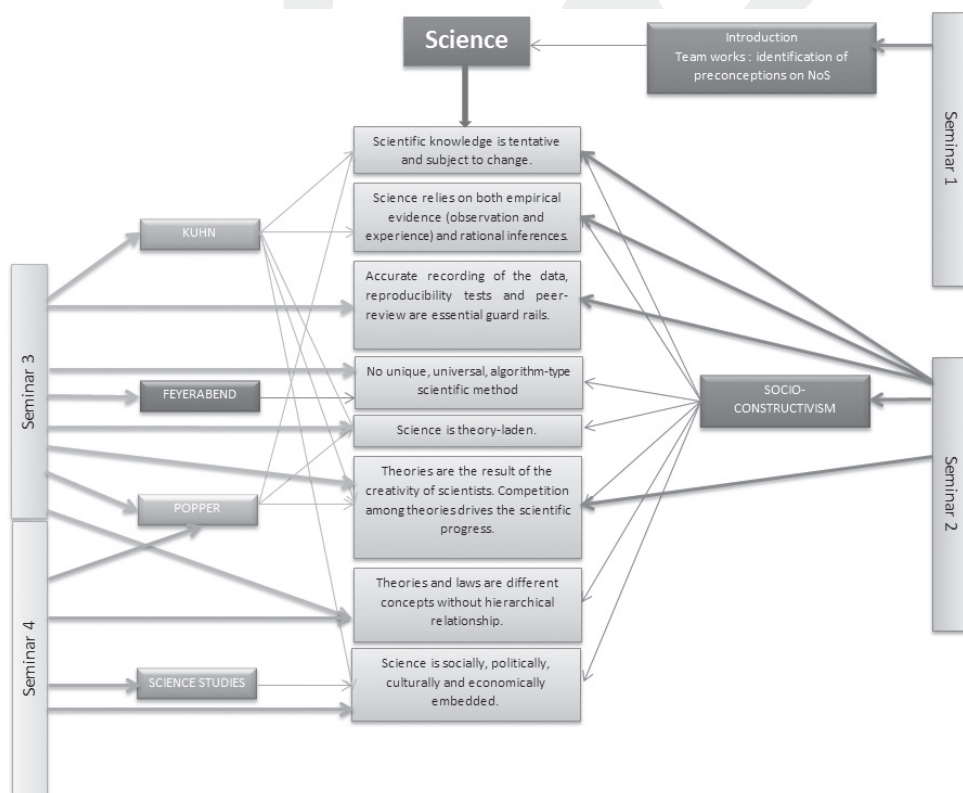 Science
Introduction
Team works : identification of
preconceptions on NoS
Seminar 1
Scientific knowledge is tentative
and subject to change.
Science relies on both empirical
evidence (observation and
experience) and rational inferences.
KUHN
Accurate recording of the data,
reproducibility tests and peer-
review are essential guard rails.
Seminar 3
No unique, universal, algorithm-type
scientific method
FEYERABEND
SOCIO-
CONSTRUCTIVISM
Science is theory-laden.
Seminar 2
Theories are the result of the
creativity of scientists. Competition
among theories drives the scientific
progress.
POPPER
Theories and laws are different
concepts without hierarchical
relationship.
Seminar 4
Science is socially, politically,
culturally and economically
embedded.
SCIENCE STUDIES